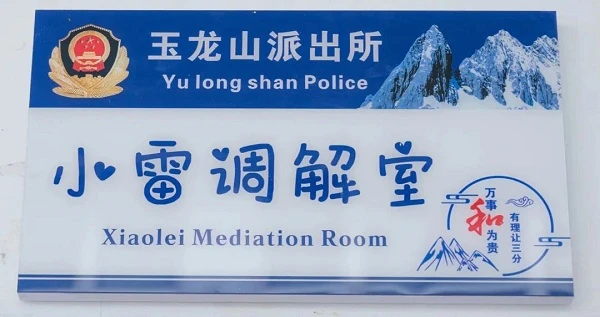 玉龙山派出所
Yu long shan Police
小雷调解室
Xiaolei Mediation Room
万事和为贵
有理让三分